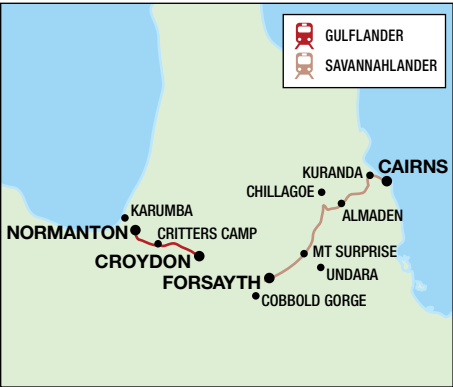 GULFLANDER
SAVANNAHLANDER
KURANDA
CAIRNS
CHILLAGOE
KARUMBA
ALMADEN
NORMANTON
CRITTERS CAMP
CROYDON
MT SURPRISE
FORSAYTH
UNDARA
COBBOLD GORGE